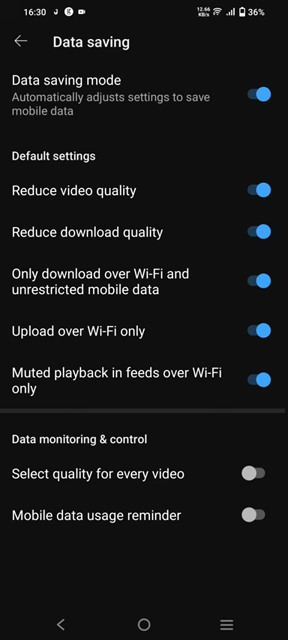 16:30
12.66
KB/s
36%
Data saving
Data saving mode
Automatically adjusts settings to save
mobile data
Default settings
Reduce video quality
Reduce download quality
Only download over Wi-Fi and
unrestricted mobile data
Upload over Wi-Fi only
Muted playback in feeds over Wi-Fi
only
Data monitoring & control
Select quality for every video
Mobile data usage reminder